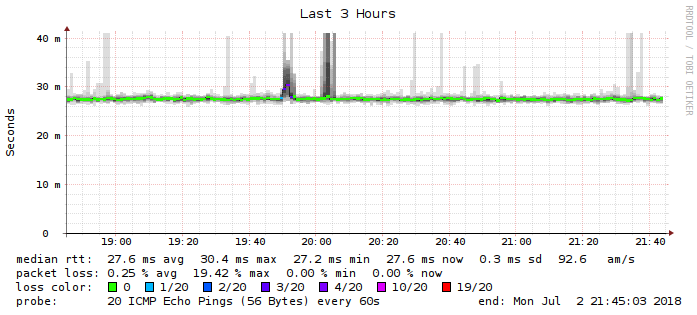 Last 3 Hours
RRDTOOL / TOBI OETIKER
Seconds
40 m
30 m
20 m
10 m
0
19:00 19:20 19:40 20:00 20:20 20:40 21:00 21:20 21:40
median rtt: 27.6 ms avg 30.4 ms max 27.2 ms min 27.6 ms now 0.3 ms sd 92.6 am/s
packet loss: 0.25 % avg 19.42 % max 0.00 % min 0.00 % now
loss color: 0 1/20 2/20 3/20 4/20 10/20 19/20
probe: 20 ICMP Echo Pings (56 Bytes) every 60s end: Mon Jul 2 21:45:03 2018